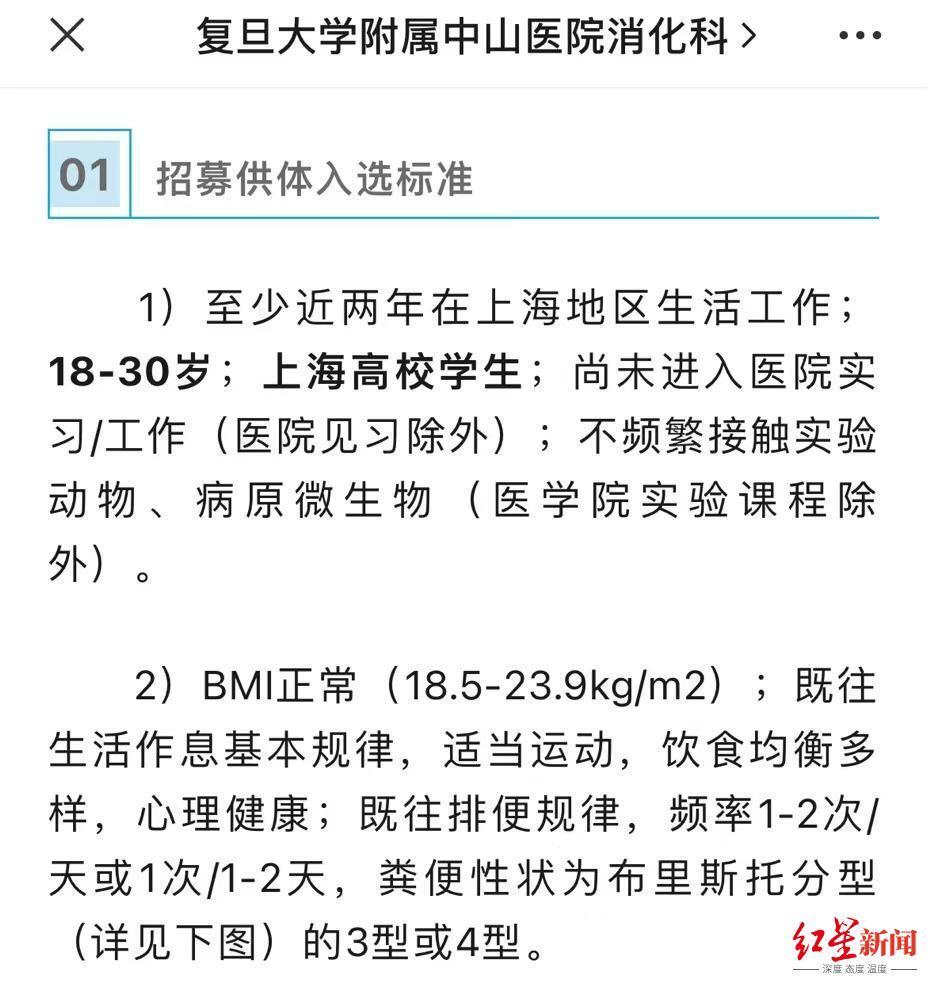 复旦大学附属中山医院消化科
01
招募供体入选标准
1）至少近两年在上海地区生活工作；
18-30岁；上海高校学生；尚未进入医院实
习/工作（医院见习除外）；不频繁接触实验
动物、病原微生物（医学院实验课程除
外）。
2）BMI正常（18.5-23.9kg/m2）；既往
生活作息基本规律，适当运动，饮食均衡多
样，心理健康；既往排便规律，频率1-2次/
天或1次/1-2天，粪便性状为布里斯托分型
（详见下图）的3型或4型。
红星新闻
深度 态度 温度